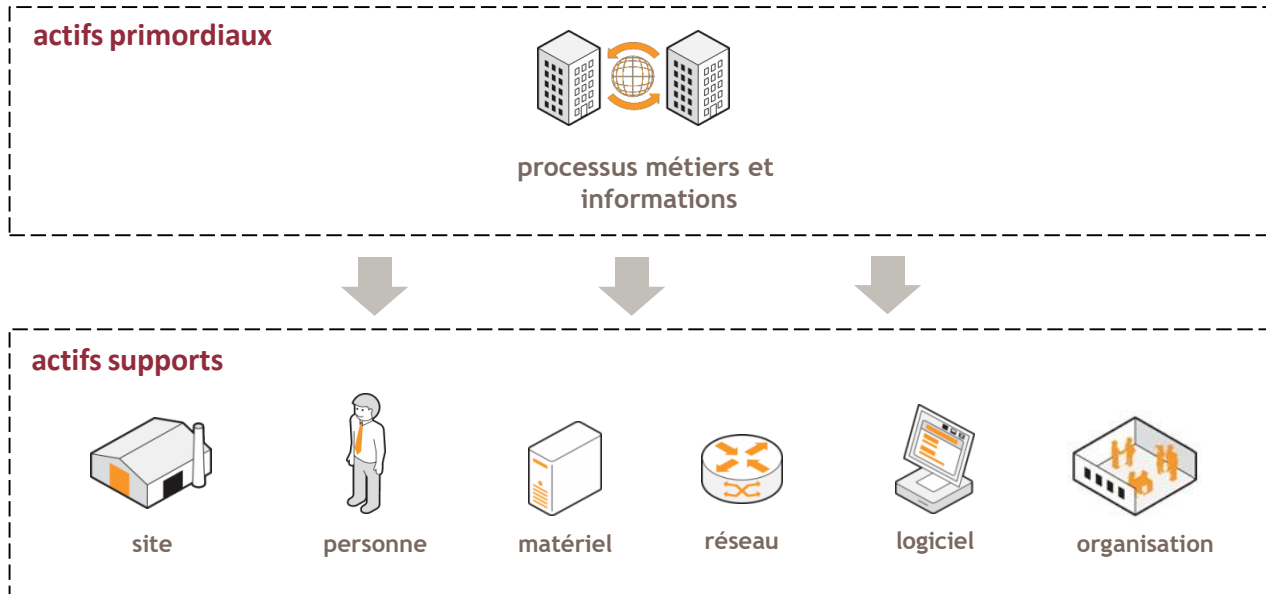 actifs primordiaux
processus métiers et
informations
actifs supports
site
personne
matériel
réseau
logiciel
organisation